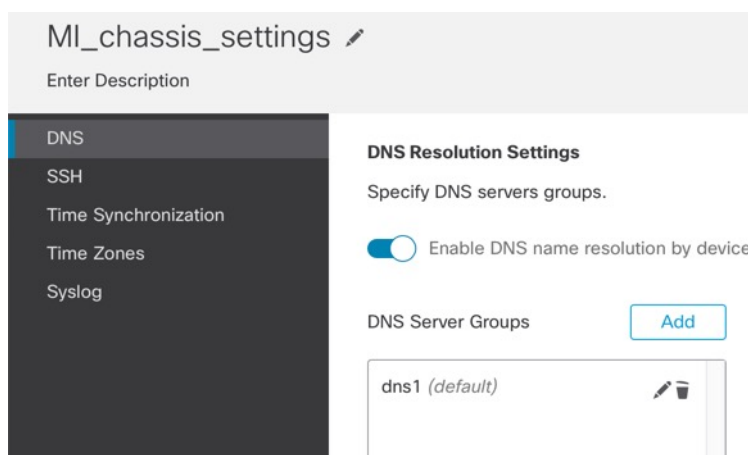 MI_chassis_settings
Enter Description
DNS
SSH
Time Synchronization
Time Zones
Syslog
DNS Resolution Settings
Specify DNS servers groups.
Enable DNS name resolution by device
DNS Server Groups
Add
dns1 (default)